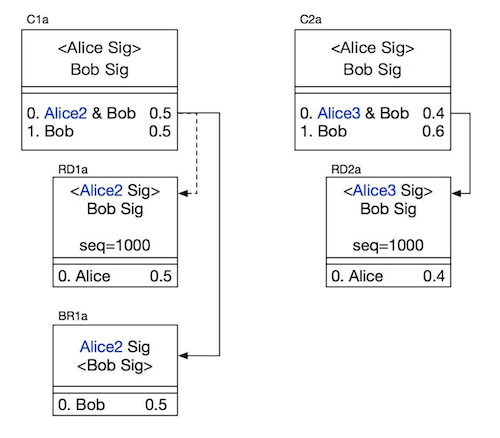 C1a
<Alice Sig>
Bob Sig
0. Alice2 & Bob 0.5
1. Bob 0.5
RD1a
<Alice2 Sig>
Bob Sig
seq=1000
0. Alice 0.5
BR1a
Alice2 Sig
<Bob Sig>
0. Bob 0.5
C2a
<Alice Sig>
Bob Sig
0. Alice3 & Bob 0.4
1. Bob 0.6
RD2a
<Alice3 Sig>
Bob Sig
seq=1000
0. Alice 0.4